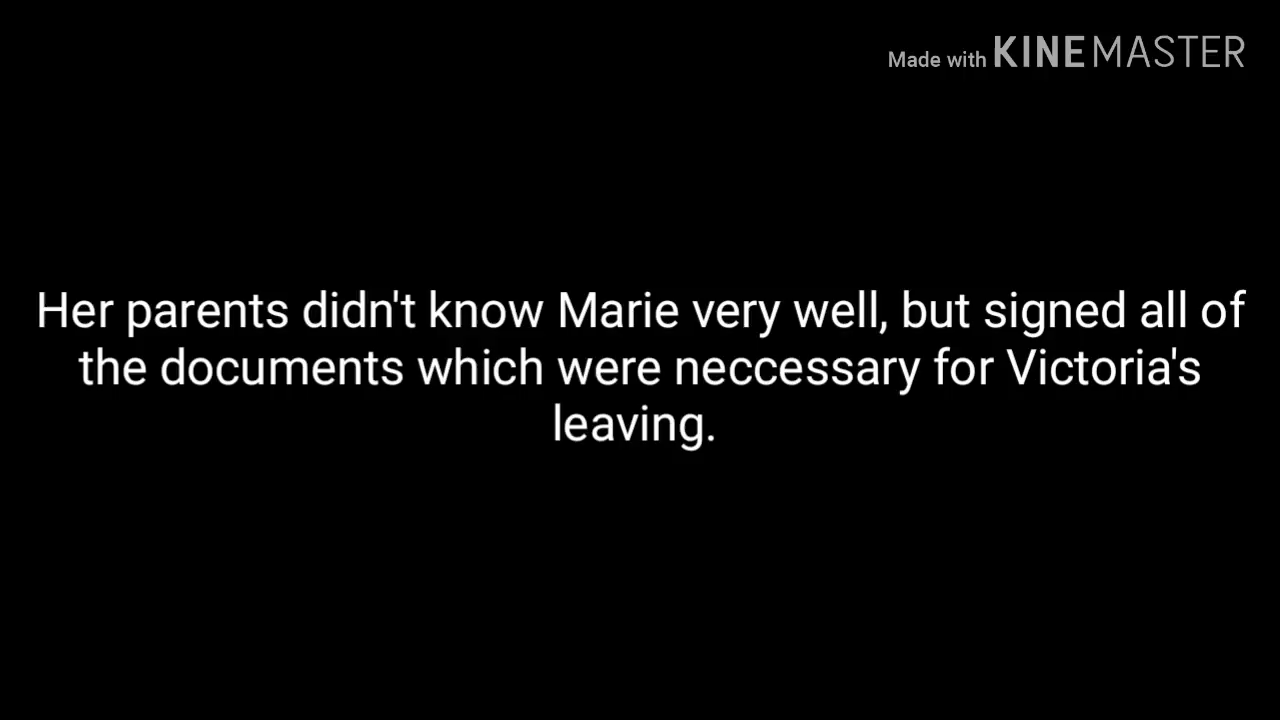 Made with KINEMASTER
Her parents didn't know Marie very well, but signed all of
the documents which were neccessary for Victoria's
leaving.